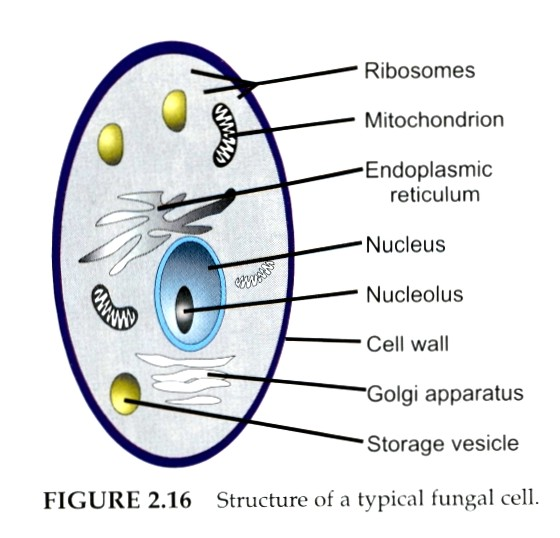 Ribosomes
Mitochondrion
Endoplasmic
reticulum
Nucleus
Nucleolus
Cell wall
Golgi apparatus
Storage vesicle
FIGURE 2.16 Structure of a typical fungal cell.